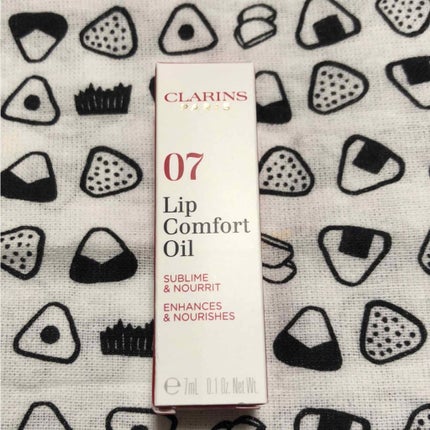 CLARINS
PARIS
07
Lip
Comfort
Oil
SUBLIME
& NOURRIT
ENHANCES
& NOURISHES
℮ 7mL 0.1 Oz. Net Wt.